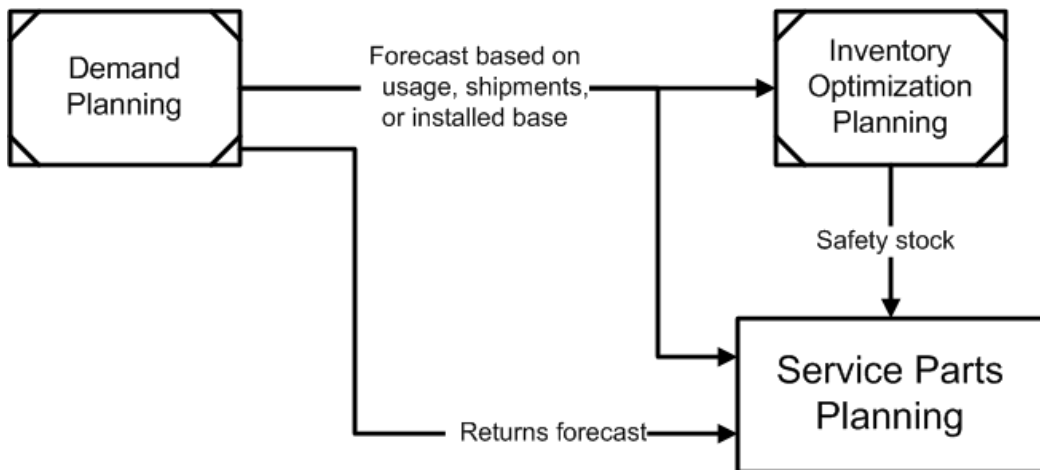 Demand
Planning
Forecast based on
usage, shipments,
or installed base
Inventory
Optimization
Planning
Safety stock
Service Parts
Planning
Returns forecast